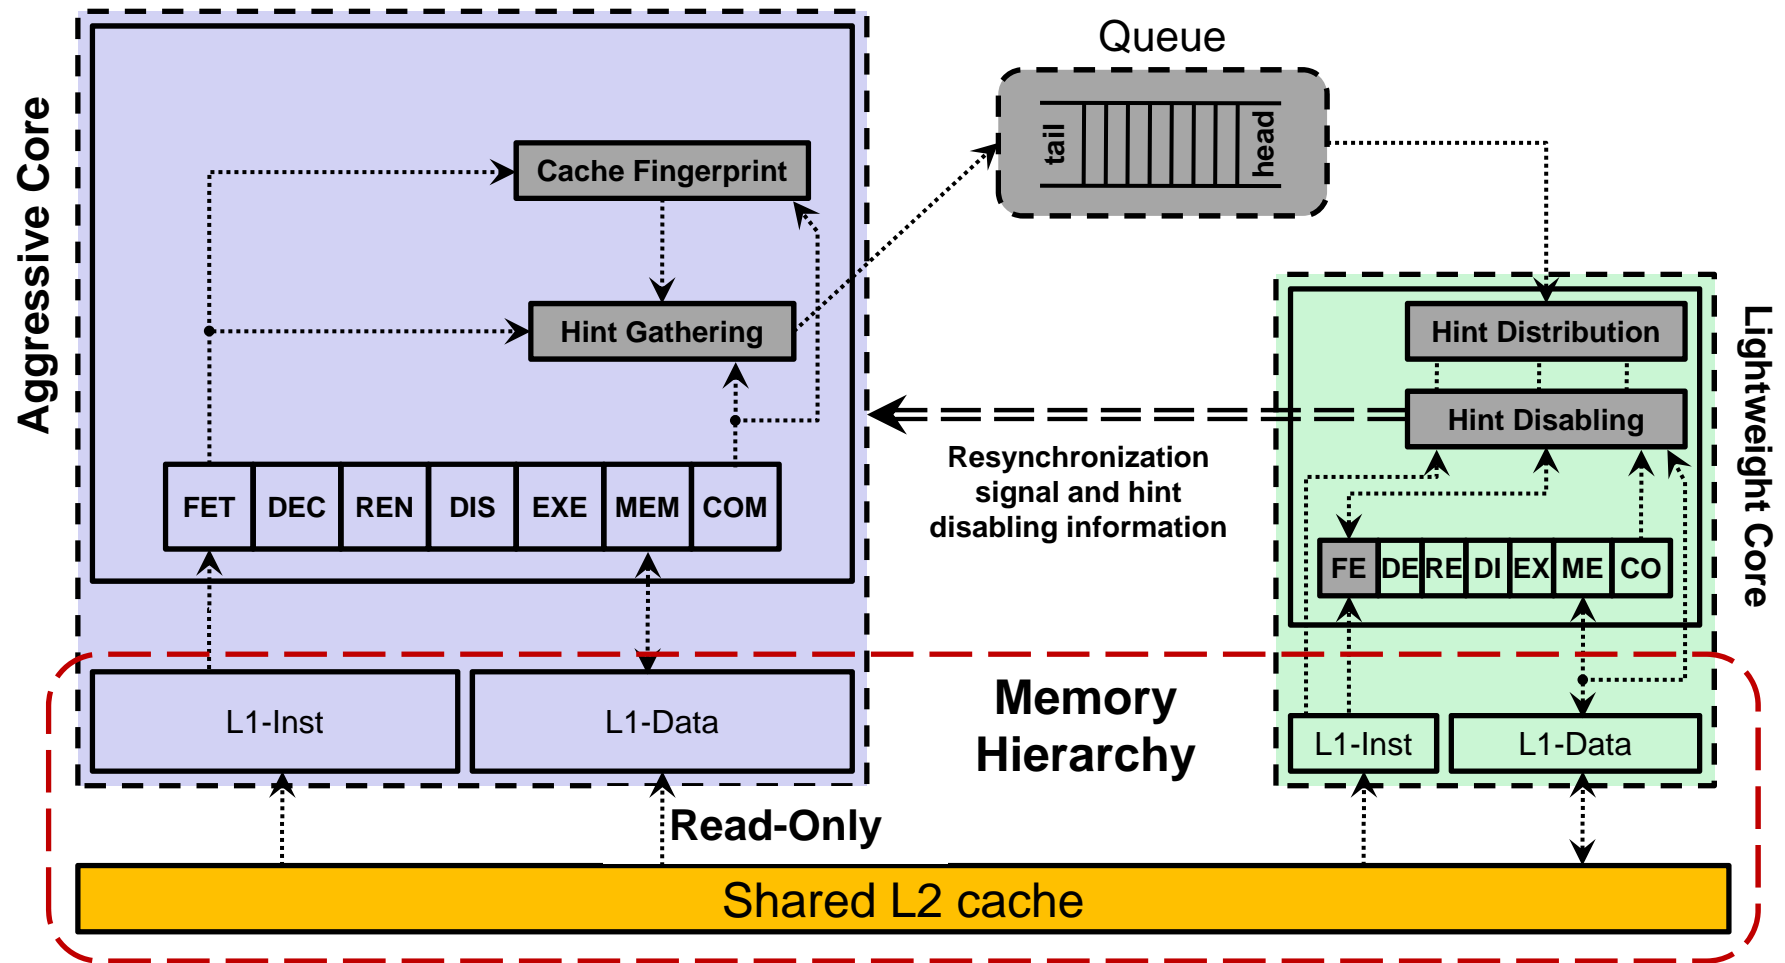 Queue
tail
head
Aggressive Core
Cache Fingerprint
Hint Gathering
FET DEC REN DIS EXE MEM COM
L1-Inst
L1-Data
Hint Distribution
Hint Disabling
Lightweight Core
Resynchronization
signal and hint
disabling information
FE DE RE DI EX ME CO
L1-Inst
L1-Data
Memory
Hierarchy
Read-Only
Shared L2 cache